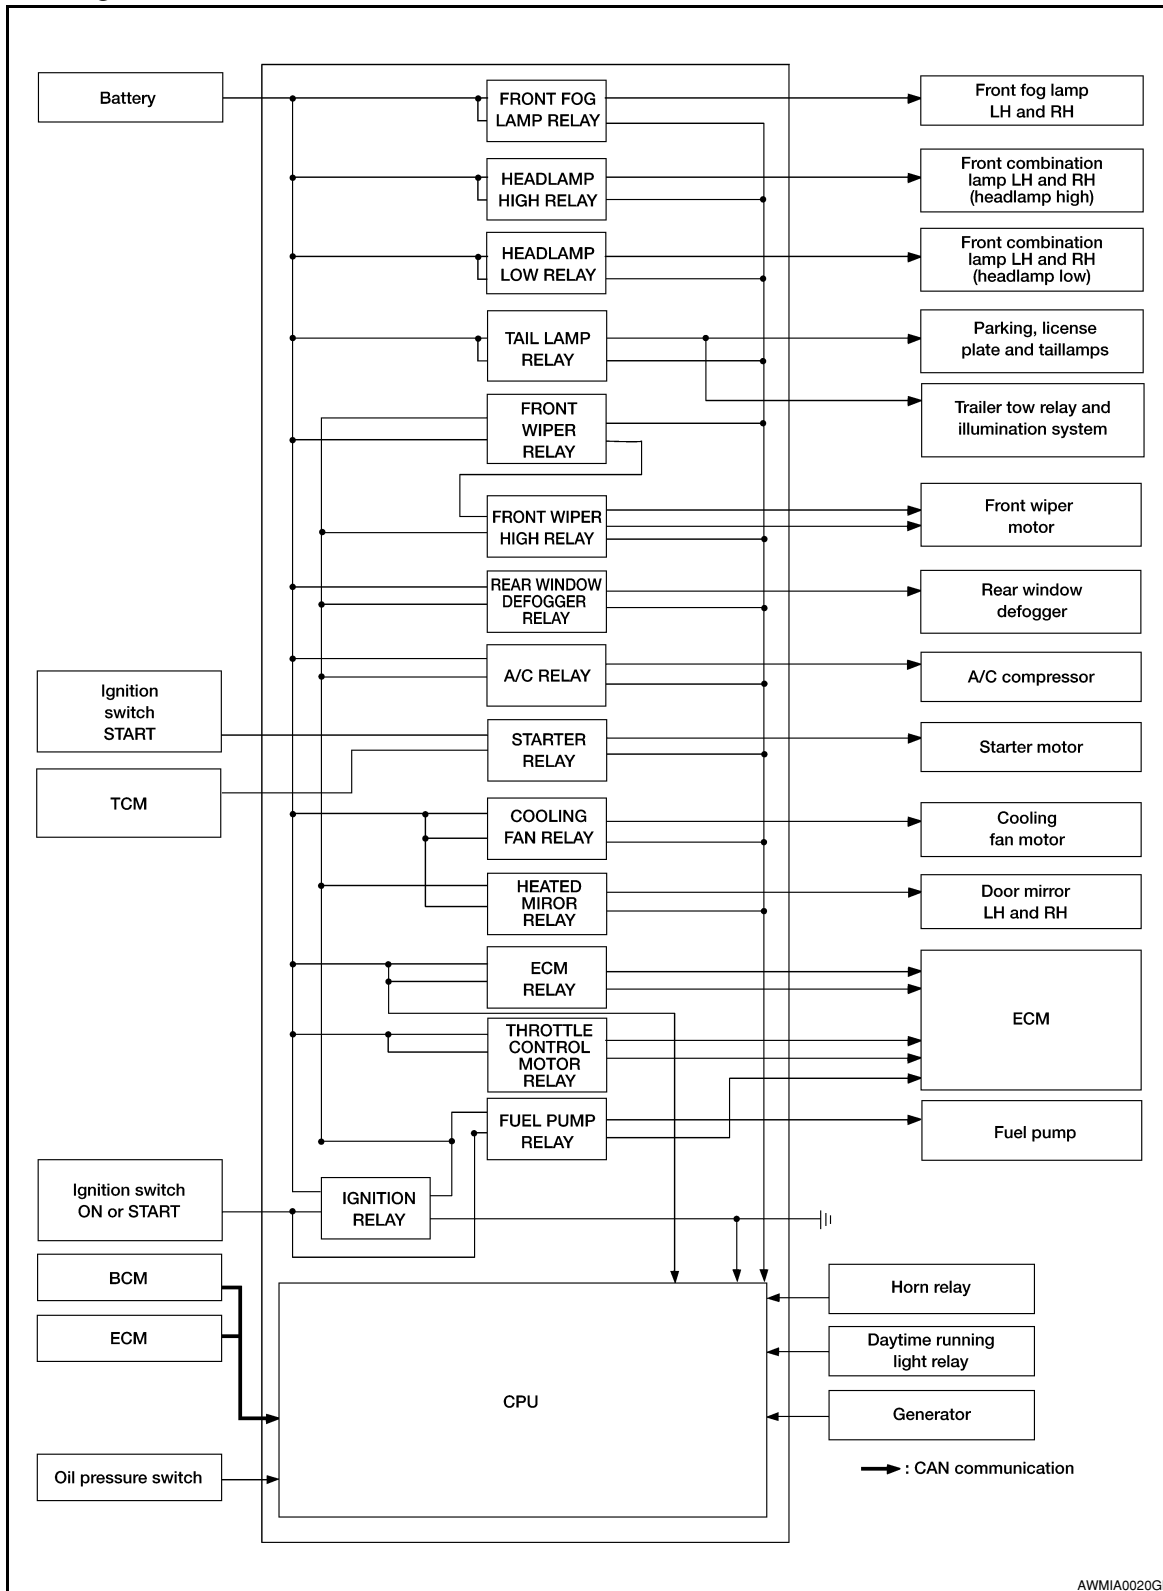 Battery
FRONT FOG
LAMP RELAY
Front fog lamp
LH and RH
HEADLAMP
HIGH RELAY
Front combination
lamp LH and RH
(headlamp high)
HEADLAMP
LOW RELAY
Front combination
lamp LH and RH
(headlamp low)
TAIL LAMP
RELAY
Parking, license
plate and taillamps
FRONT
WIPER
RELAY
Trailer tow relay and
illumination system
FRONT WIPER
HIGH RELAY
Front wiper
motor
REAR WINDOW
DEFOGGER
RELAY
Rear window
defogger
Ignition
switch
START
A/C RELAY
A/C compressor
STARTER
RELAY
Starter motor
TCM
COOLING
FAN RELAY
Cooling
fan motor
HEATED
MIROR
RELAY
Door mirror
LH and RH
ECM
RELAY
ECM
THROTTLE
CONTROL
MOTOR
RELAY
FUEL PUMP
RELAY
Fuel pump
Ignition switch
ON or START
IGNITION
RELAY
BCM
ECM
Horn relay
Daytime running
light relay
CPU
Generator
Oil pressure switch
: CAN communication